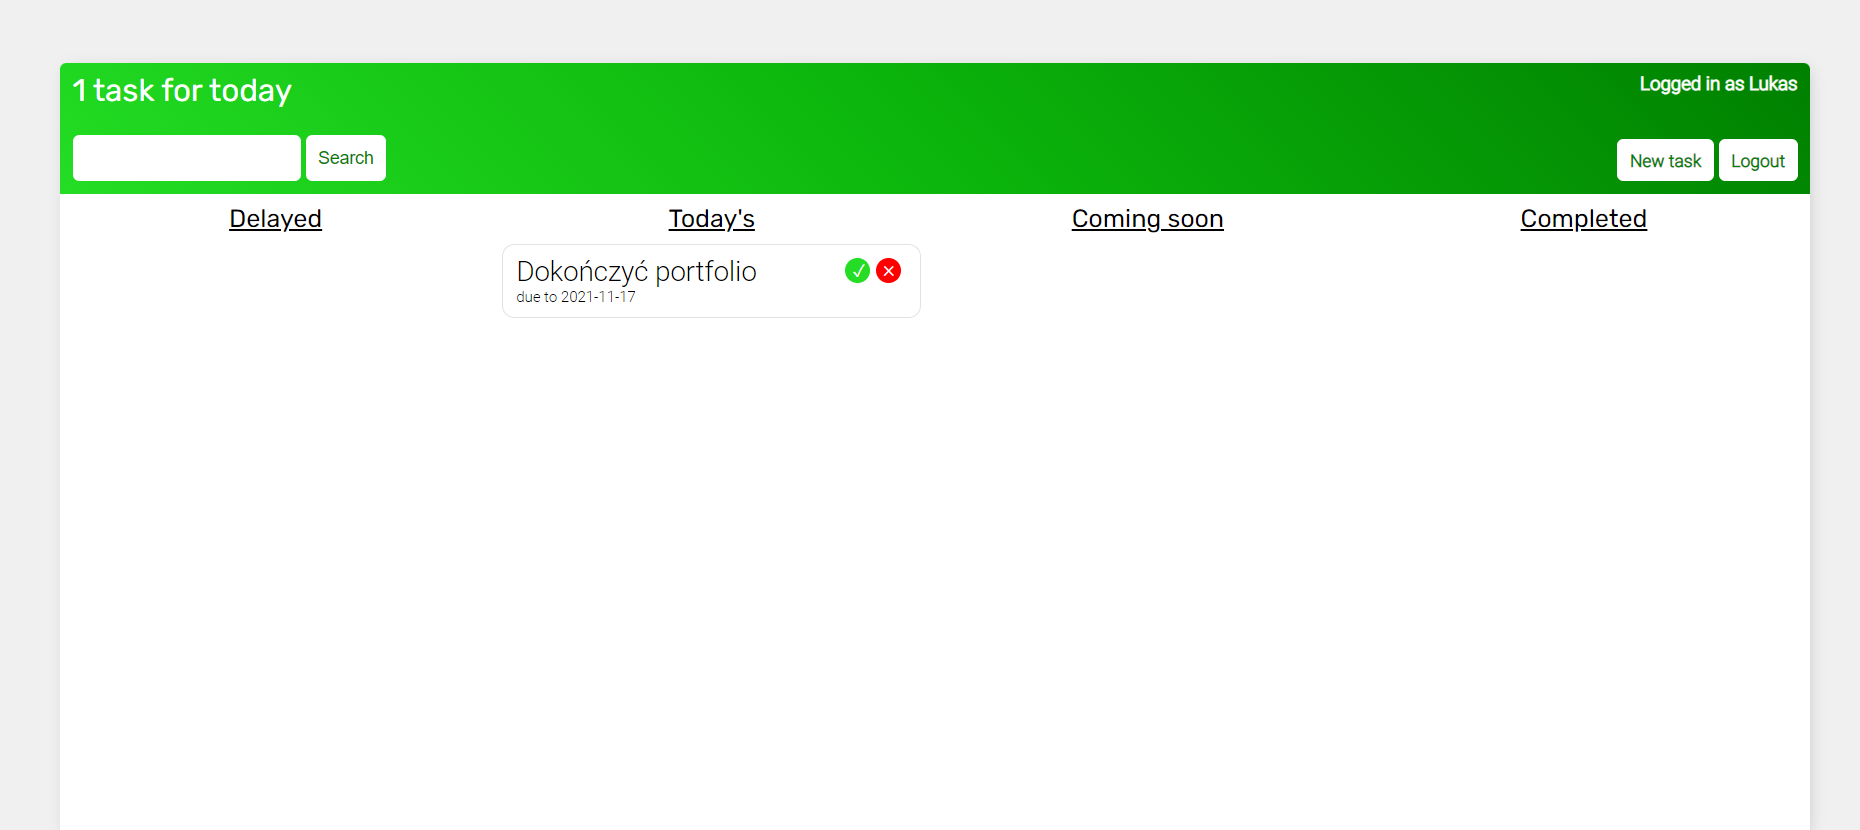 1 task for today
Logged in as Lukas
Search
New task
Logout
Delayed
Today's
Coming soon
Completed
Dokończyć portfolio
due to 2021-11-17